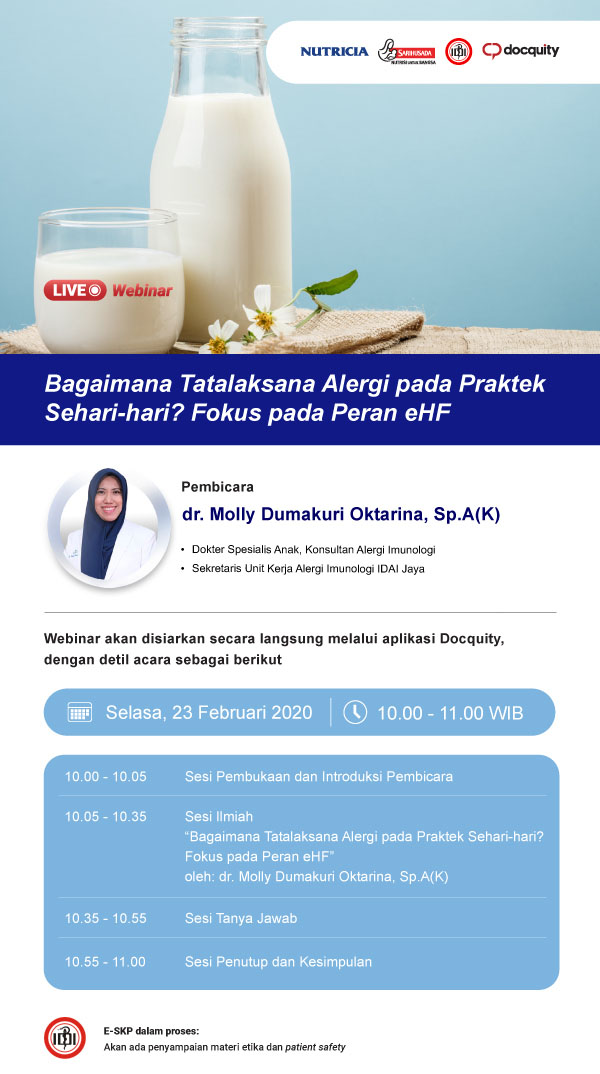 NUTRICIA
SARIHUSADA
NUTRISI UNTUK BANGSA
IDI
docquity
LIVE Webinar
Bagaimana Tatalaksana Alergi pada Praktek
Sehari-hari? Fokus pada Peran eHF
Pembicara
dr. Molly Dumakuri Oktarina, Sp.A(K)
• Dokter Spesialis Anak, Konsultan Alergi Imunologi
• Sekretaris Unit Kerja Alergi Imunologi IDAI Jaya
Webinar akan disiarkan secara langsung melalui aplikasi Docquity,
dengan detil acara sebagai berikut
Selasa, 23 Februari 2020
10.00 - 11.00 WIB
10.00 - 10.05 Sesi Pembukaan dan Introduksi Pembicara
10.05 - 10.35 Sesi Ilmiah
“Bagaimana Tatalaksana Alergi pada Praktek Sehari-hari?
Fokus pada Peran eHF”
oleh: dr. Molly Dumakuri Oktarina, Sp.A(K)
10.35 - 10.55 Sesi Tanya Jawab
10.55 - 11.00 Sesi Penutup dan Kesimpulan
IDI
E-SKP dalam proses:
Akan ada penyampaian materi etika dan patient safety